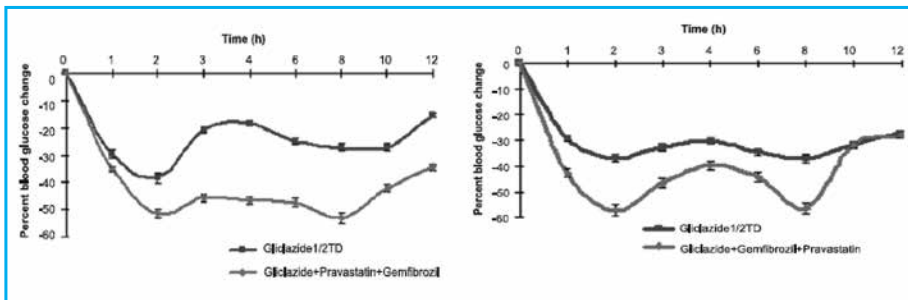 Time (h)
0 1 2 3 4 6 8 10 12
Percent blood glucose change
0
-10
-20
-30
-40
-50
-60
Gliclazide1/2TD
Gliclazide+Pravastatin+Gemfibrozil
Time (h)
0 1 2 3 4 6 8 10 12
Percent blood glucose change
0
-10
-20
-30
-40
-50
-60
Gliclazide1/2TD
Gliclazide+Gemfibrozil+Pravastatin